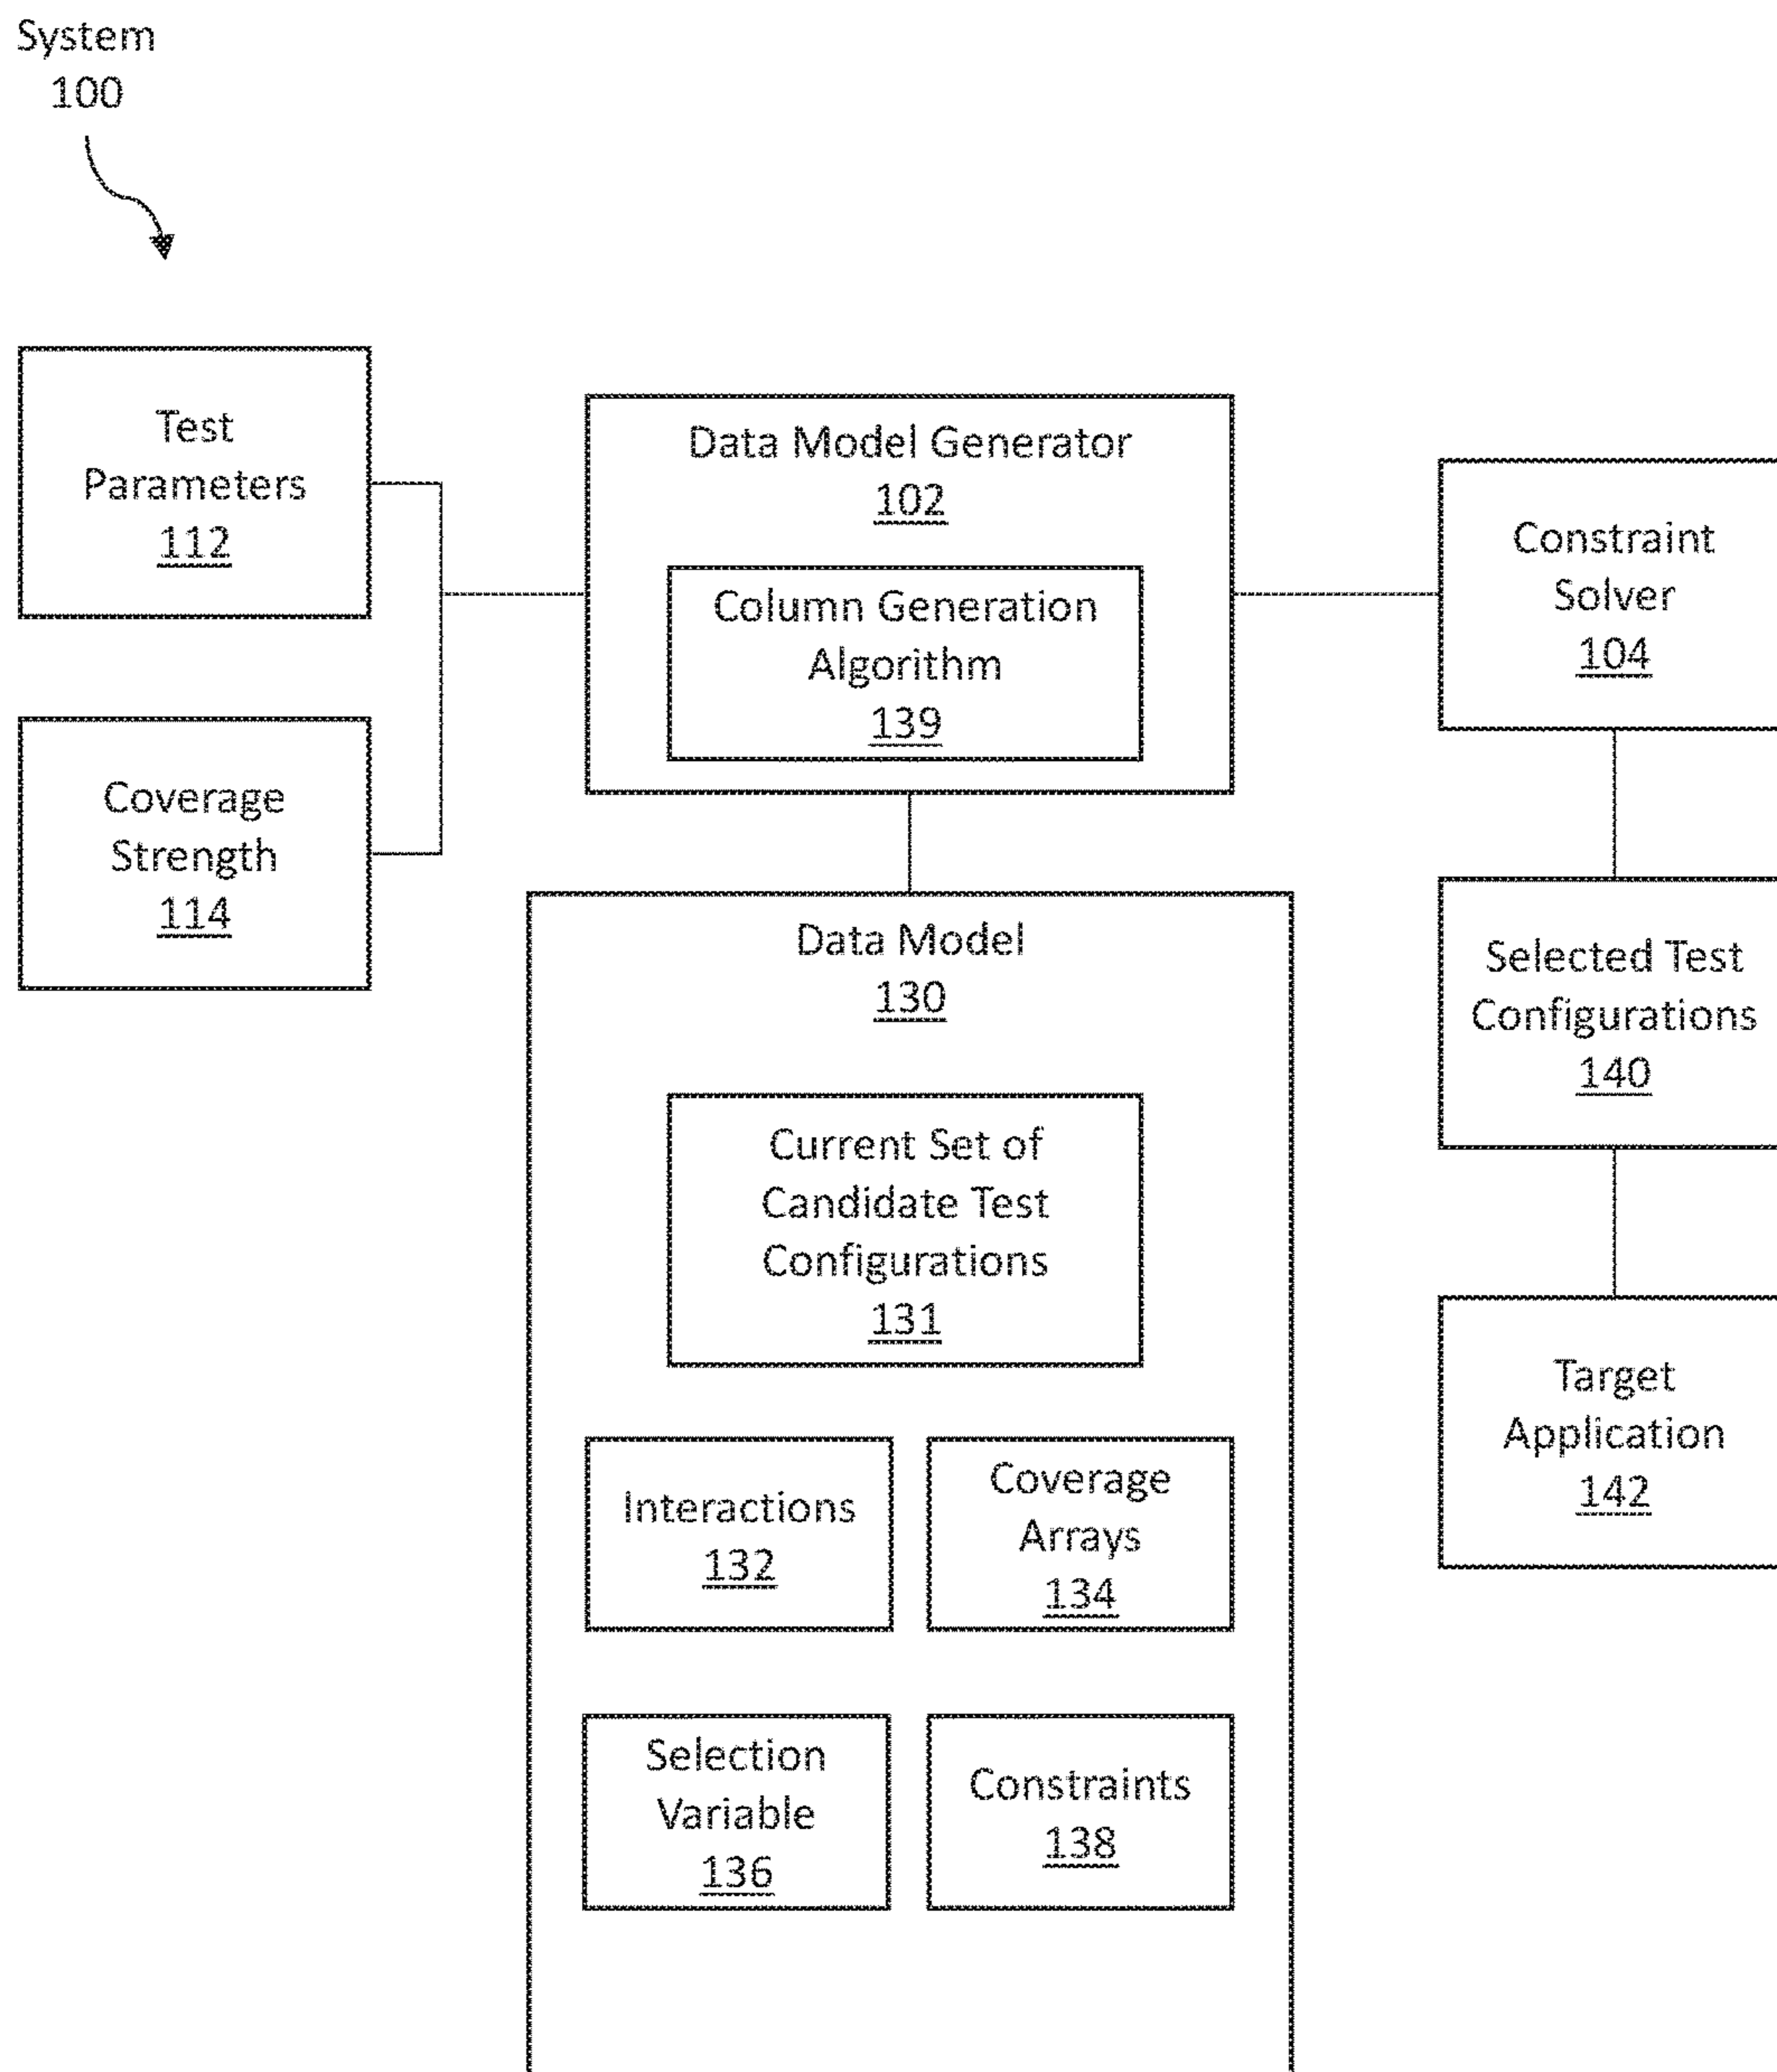 System
100
Test
Parameters
112
Coverage
Strength
114
Data Model Generator
102
Column Generation
Algorithm
139
Data Model
130
Current Set of
Candidate Test
Configurations
131
Interactions
132
Coverage
Arrays
134
Selection
Variable
136
Constraints
138
Constraint
Solver
104
Selected Test
Configurations
140
Target
Application
142